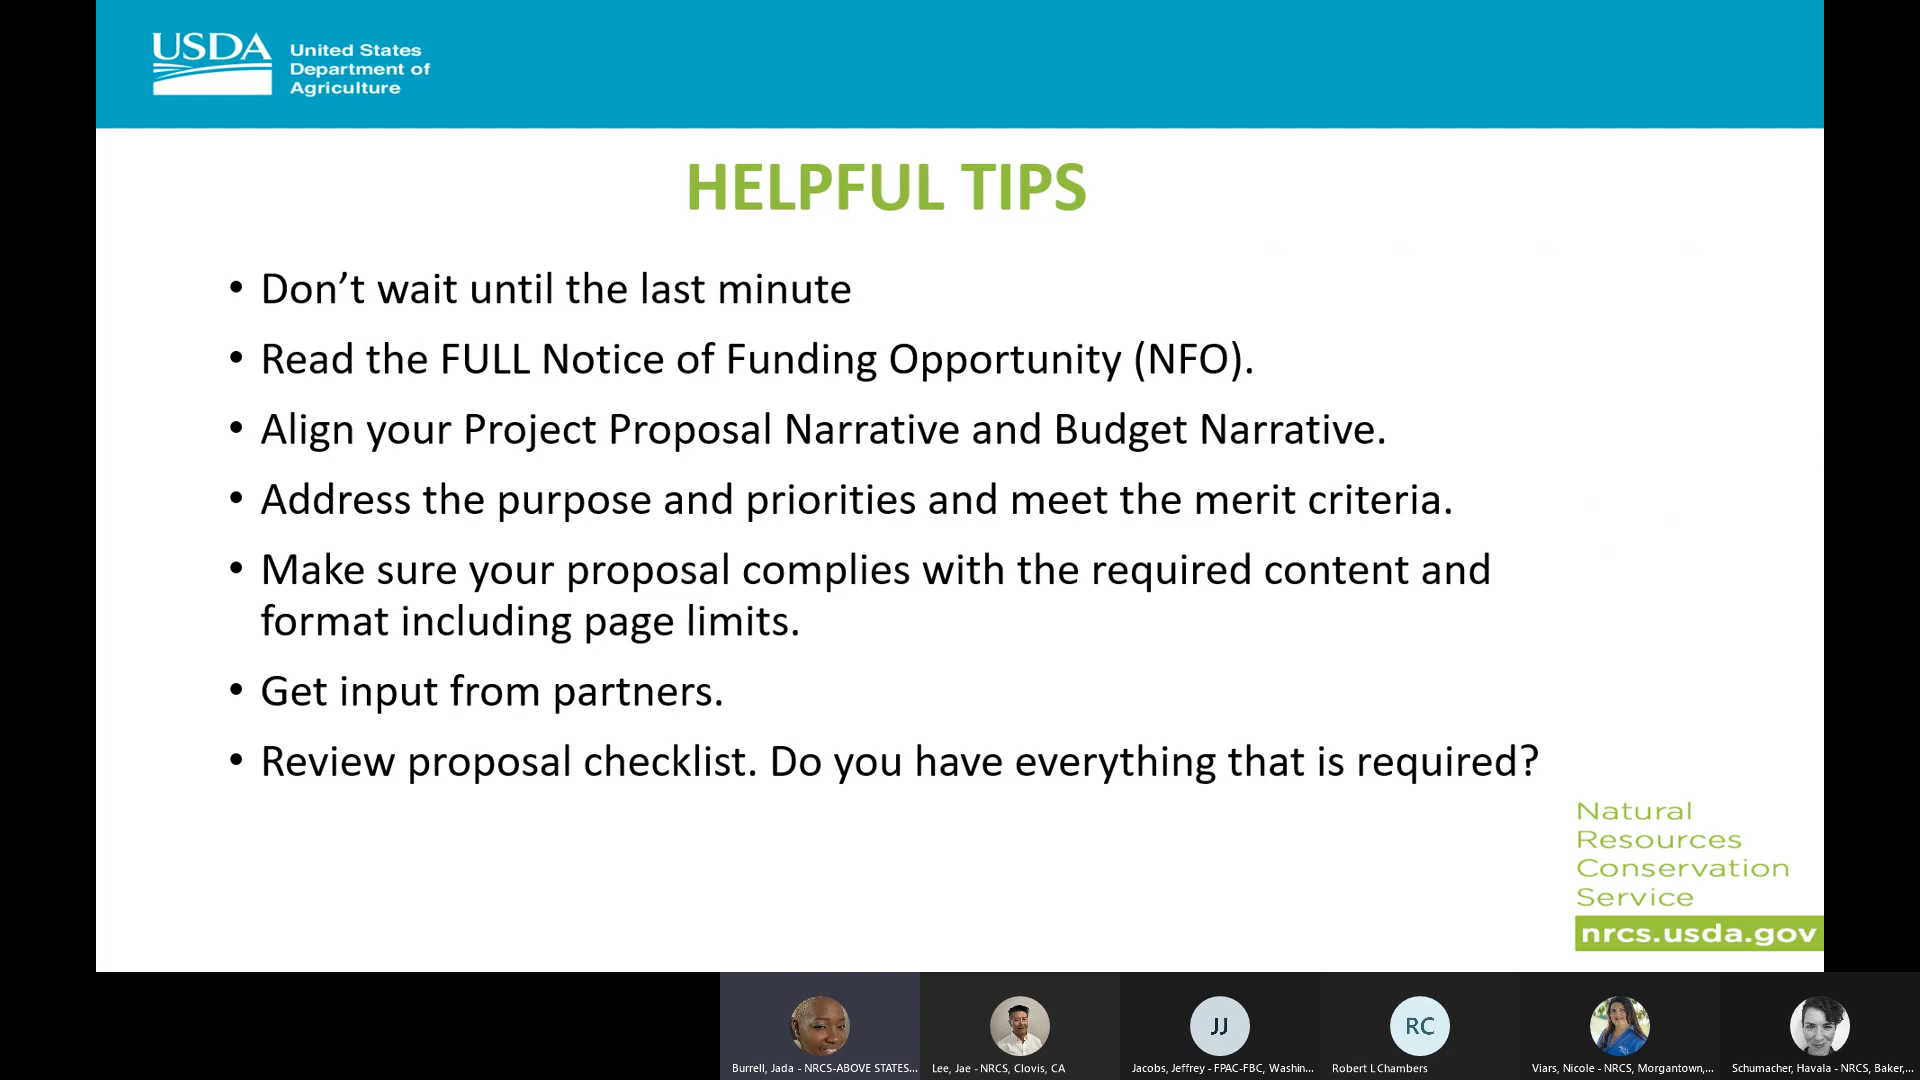 USDA
United States
Department of
Agriculture
HELPFUL TIPS
• Don’t wait until the last minute
• Read the FULL Notice of Funding Opportunity (NFO).
• Align your Project Proposal Narrative and Budget Narrative.
• Address the purpose and priorities and meet the merit criteria.
• Make sure your proposal complies with the required content and
format including page limits.
• Get input from partners.
• Review proposal checklist. Do you have everything that is required?
Natural
Resources
Conservation
Service
nrcs.usda.gov
JJ
RC
Burrell, Jada - NRCS-ABOVE STATES...
Lee, Jae - NRCS, Clovis, CA
Jacobs, Jeffrey - FPAC-FBC, Washin...
Robert L Chambers
Viars, Nicole - NRCS, Morgantown,...
Schumacher, Havala - NRCS, Baker,...